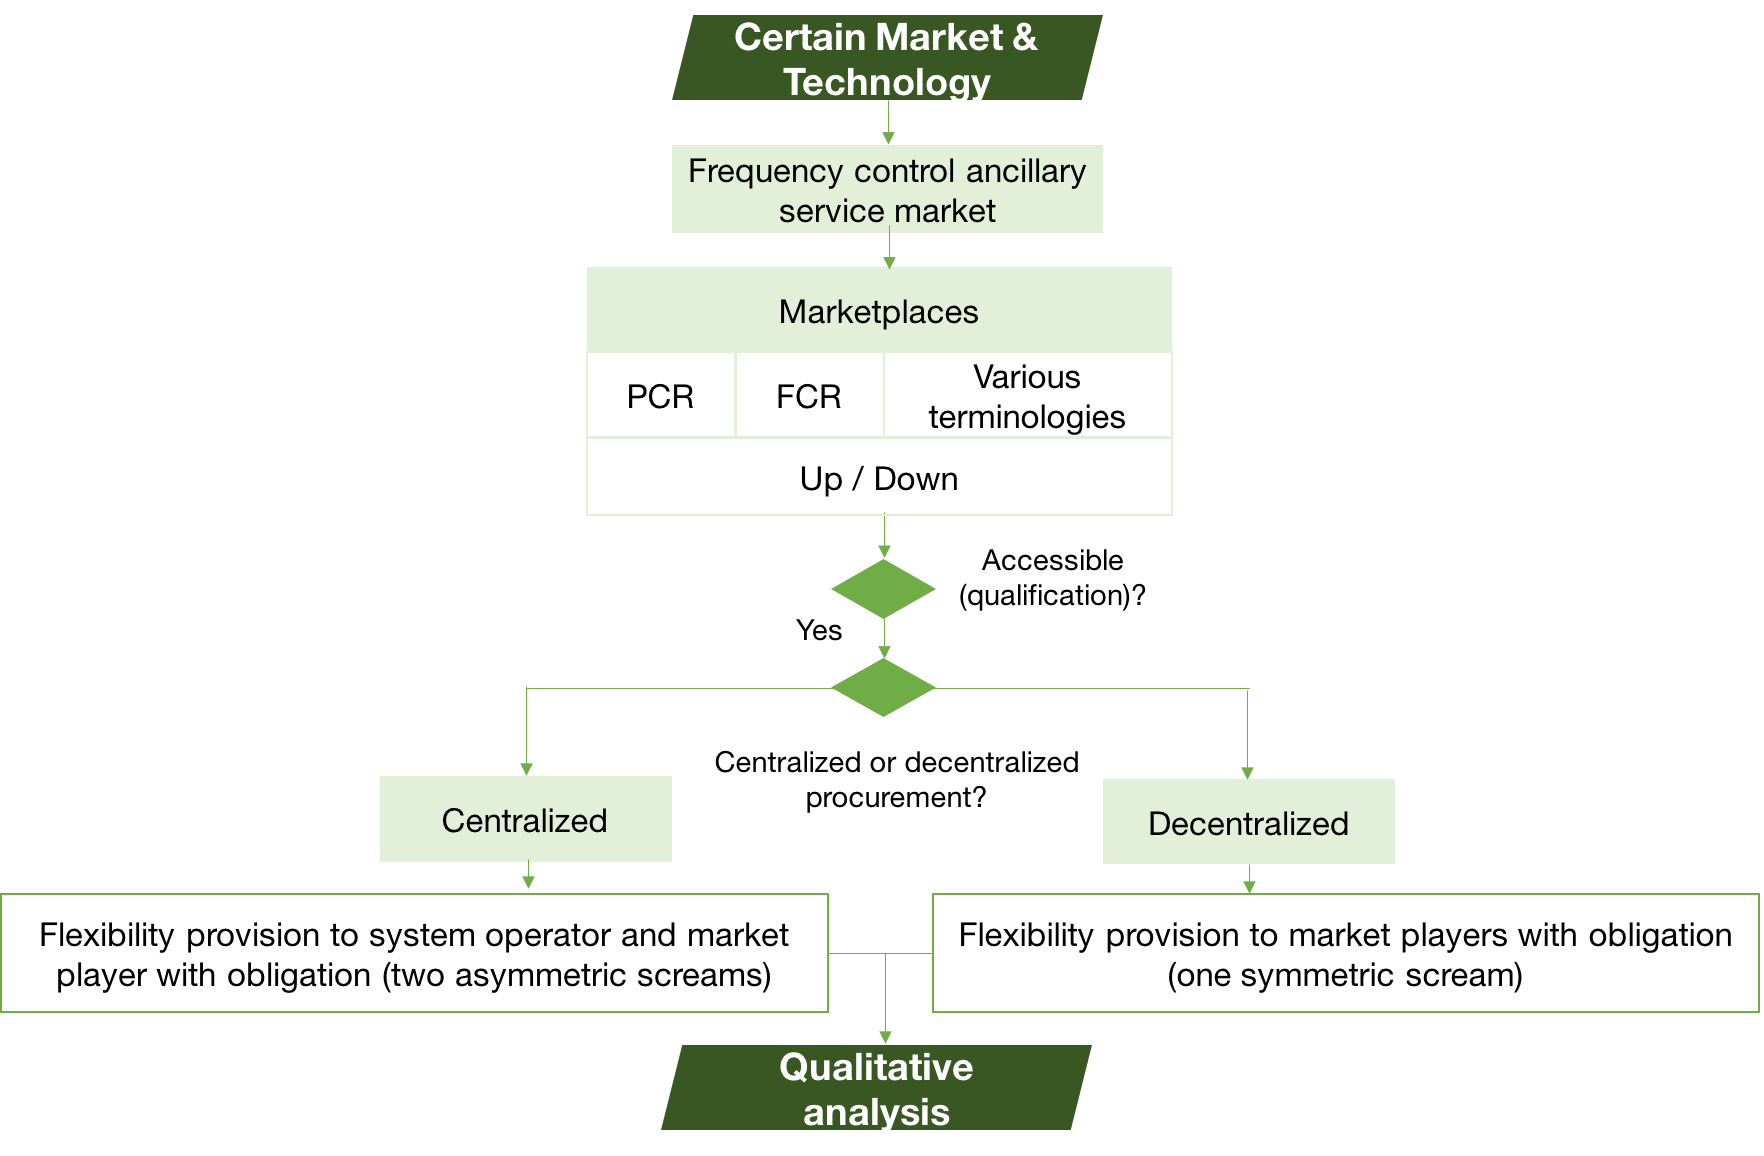 Certain Market &
Technology
Frequency control ancillary
service market
Marketplaces
PCR
FCR
Various
terminologies
Up / Down
Accessible
(qualification)?
Yes
Centralized or decentralized
procurement?
Centralized
Decentralized
Flexibility provision to system operator and market
player with obligation (two asymmetric screams)
Flexibility provision to market players with obligation
(one symmetric scream)
Qualitative
analysis